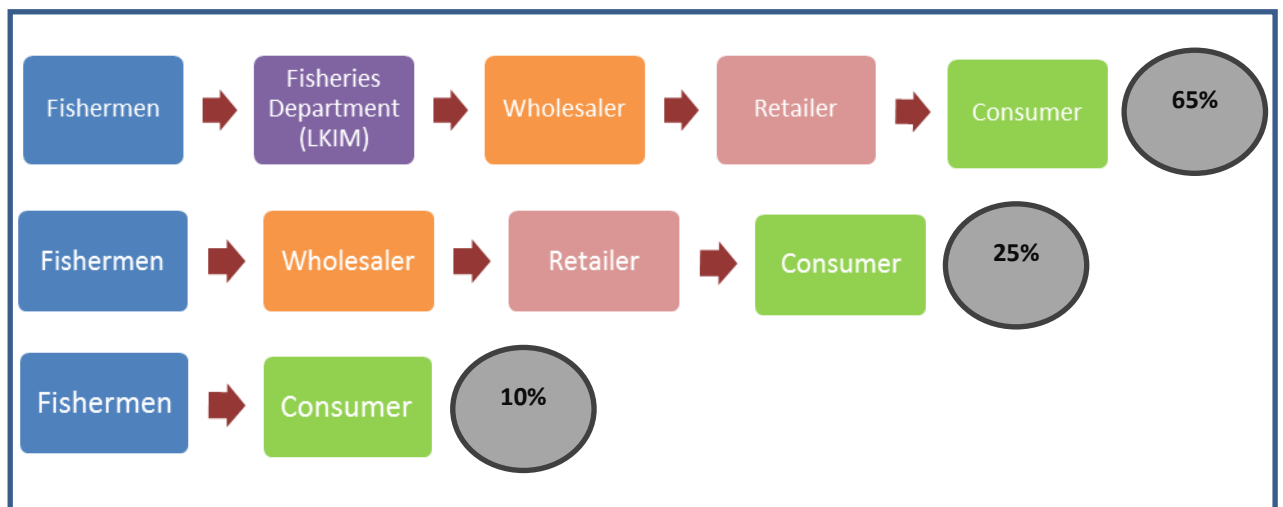 Fishermen
Fisheries
Department
(LKIM)
Wholesaler
Retailer
Consumer
65%
Fishermen
Wholesaler
Retailer
Consumer
25%
Fishermen
Consumer
10%